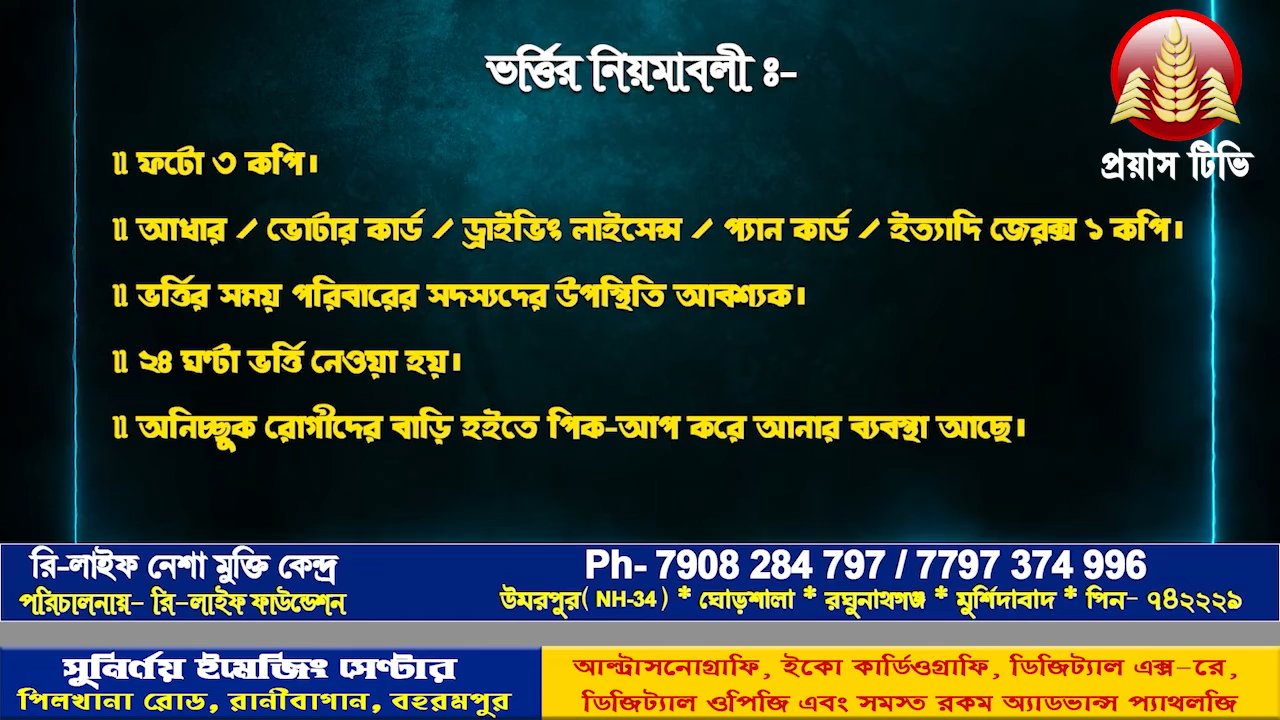 ভর্ত্তির নিয়মাবলী ঃ-
প্রয়াস টিভি
ফটো ৩ কপি।
আধার / ভোটার কার্ড / ড্রাইভিং লাইসেন্স / প্যান কার্ড / ইত্যাদি জেরক্স ১ কপি।
ভর্ত্তির সময় পরিবারের সদস্যদের উপস্থিতি আবশ্যক।
২৪ ঘণ্টা ভর্ত্তি নেওয়া হয়।
অনিচ্ছুক রোগীদের বাড়ি হইতে পিক-আপ করে আনার ব্যবস্থা আছে।
রি-লাইফ নেশা মুক্তি কেন্দ্র
Ph- 7908 284 797 / 7797 374 996
পরিচালনায়- রি-লাইফ ফাউন্ডেশন
উমরপুর( NH-34 ) * ঘোড়শালা * রঘুনাথগঞ্জ * মুর্শিদাবাদ * পিন- ৭৪২২২৯
সুনির্ণয় ইমেজিং সেণ্টার
পিলখানা রোড, রানীবাগান, বহরমপুর
আল্ট্রাসনোগ্রাফি, ইকো কার্ডিওগ্রাফি, ডিজিট্যাল এক্স-রে,
ডিজিট্যাল ওপিজি এবং সমস্ত রকম অ্যাডভান্স প্যাথলজি